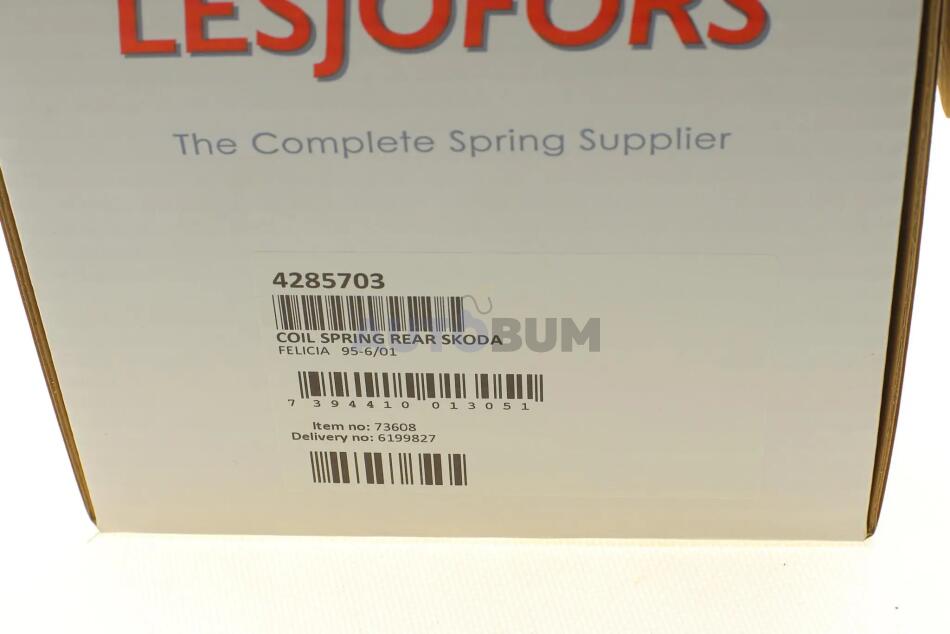 LESJÖFORS
The Complete Spring Supplier
4285703
AUTOBUM
COIL SPRING REAR SKODA
FELICIA 95-6/01
7 394410 013051
Item no: 73608
Delivery no: 6199827